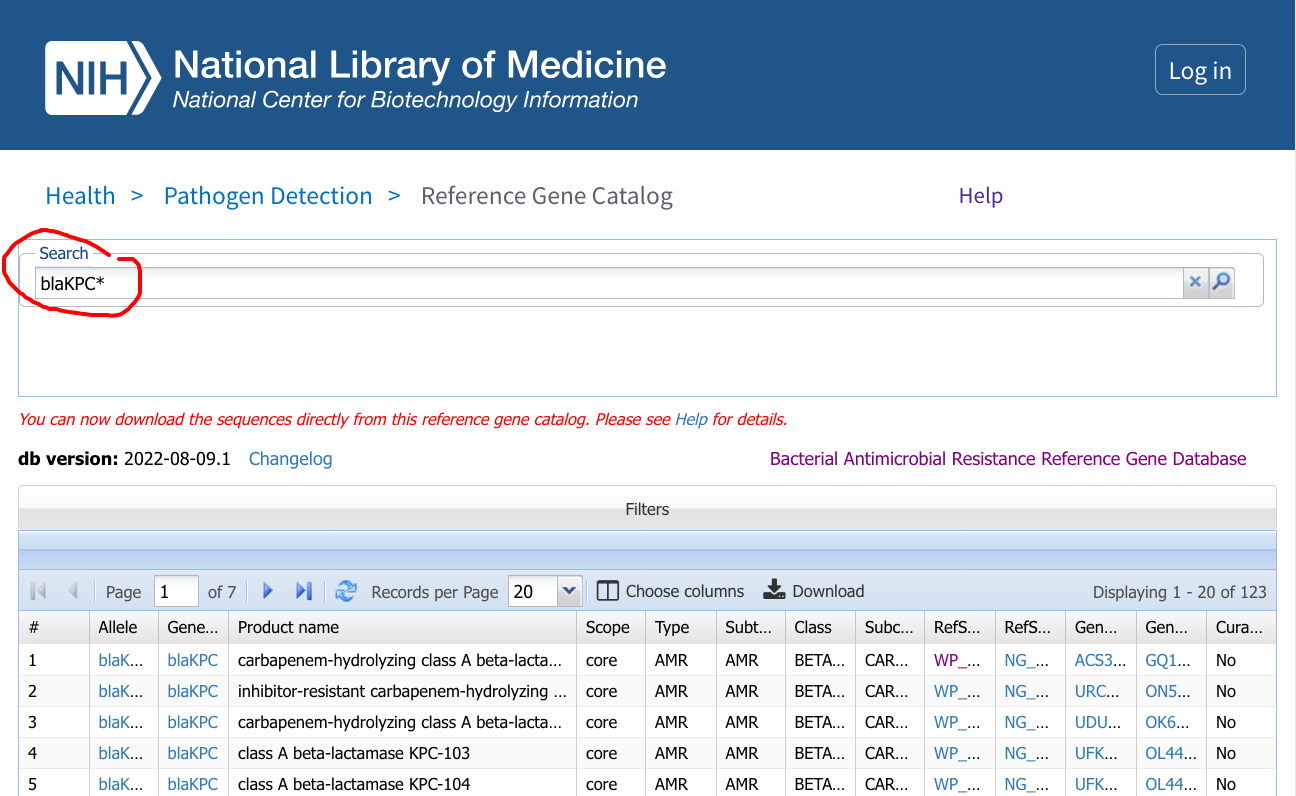 NIH National Library of Medicine
National Center for Biotechnology Information
Log in
Health > Pathogen Detection > Reference Gene Catalog Help
Search
blaKPC*
You can now download the sequences directly from this reference gene catalog. Please see Help for details.
db version: 2022-08-09.1 Changelog Bacterial Antimicrobial Resistance Reference Gene Database
Filters
Page 1 of 7 Records per Page 20 Choose columns Download Displaying 1 - 20 of 123
# Allele Gene... Product name Scope Type Subt... Class Subc... RefS... RefS... Gen... Gen... Cura...
1 blaK... blaKPC carbapenem-hydrolyzing class A beta-lacta... core AMR AMR BETA... CAR... WP_... NG_... ACS3... GQ1... No
2 blaK... blaKPC inhibitor-resistant carbapenem-hydrolyzing ... core AMR AMR BETA... CAR... WP_... NG_... URC... ON5... No
3 blaK... blaKPC carbapenem-hydrolyzing class A beta-lacta... core AMR AMR BETA... CAR... WP_... NG_... UDU... OK6... No
4 blaK... blaKPC class A beta-lactamase KPC-103 core AMR AMR BETA... CAR... WP_... NG_... UFK... OL44... No
5 blaK... blaKPC class A beta-lactamase KPC-104 core AMR AMR BETA... CAR... WP_... NG_... UFK... OL44... No